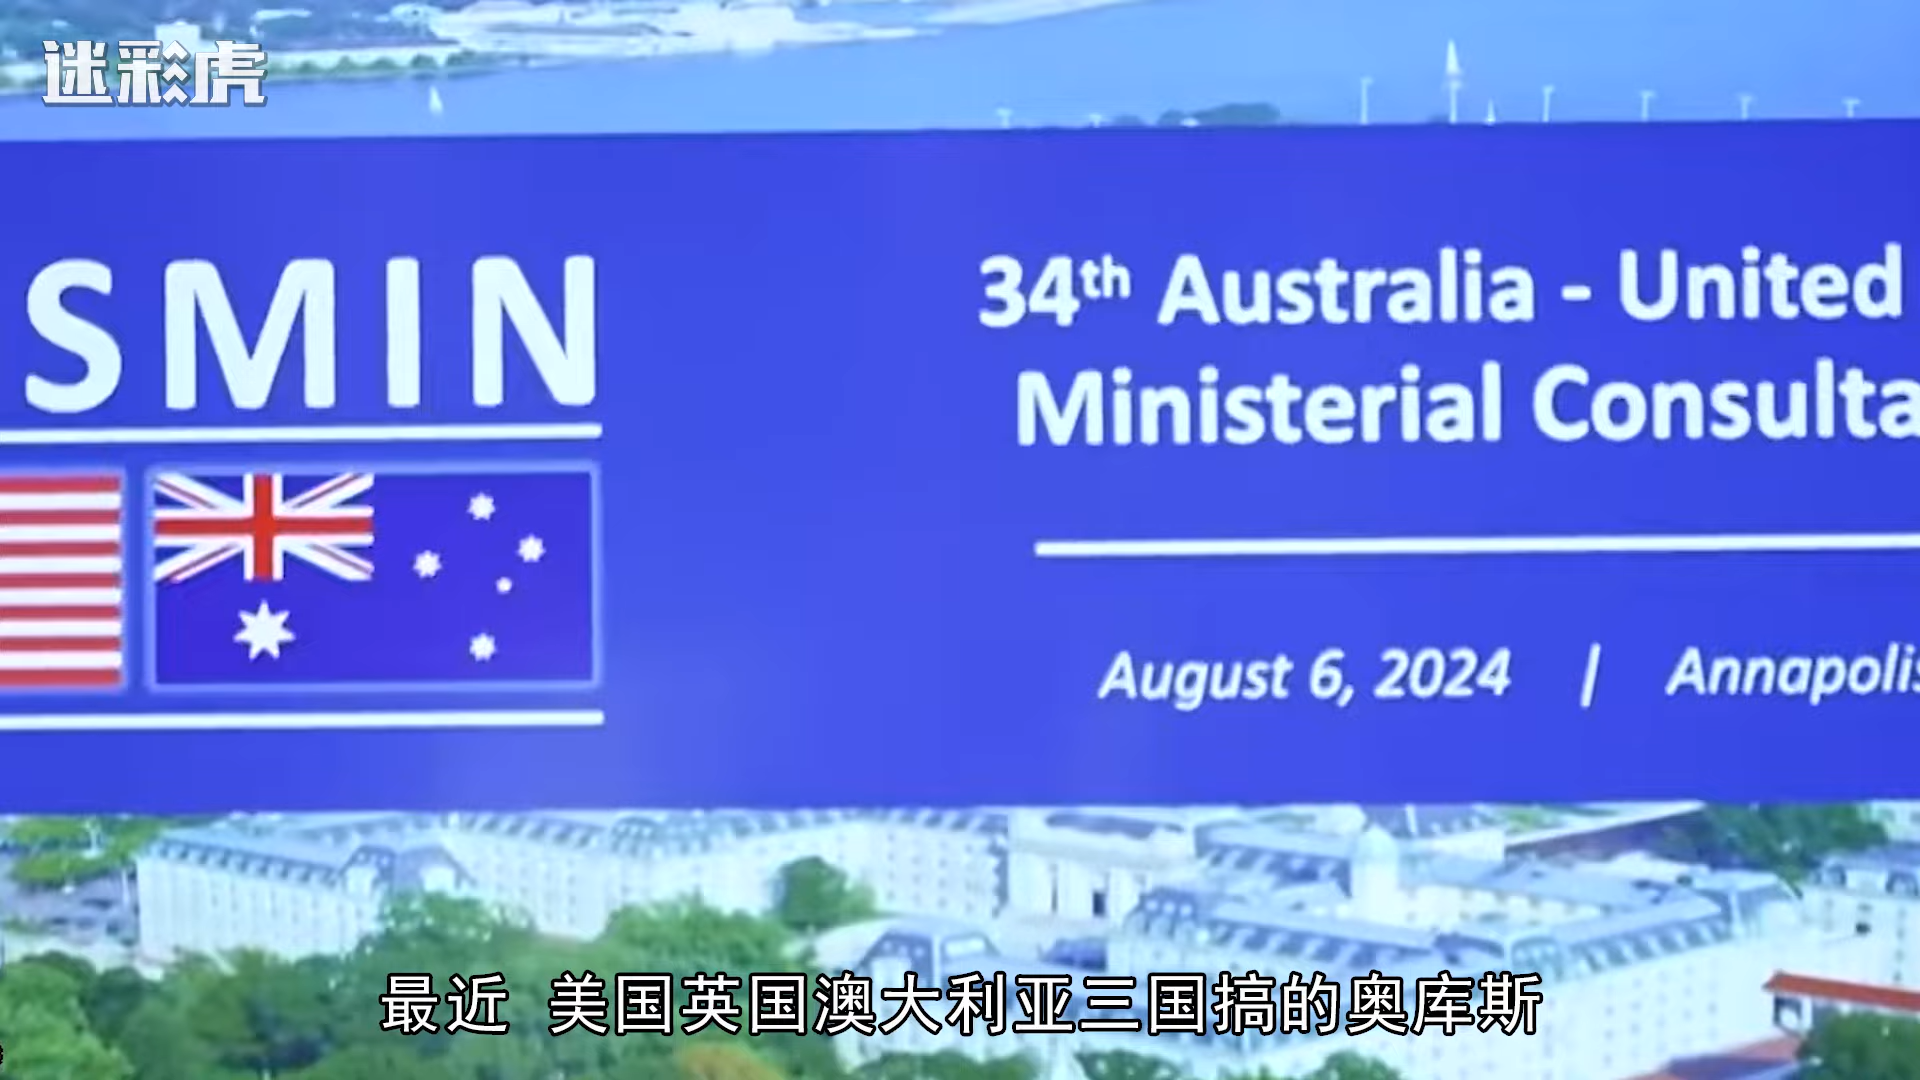 迷彩虎
SMIN
34th Australia - United
Ministerial Consulta
August 6, 2024 | Annapolis
最近 美国英国澳大利亚三国搞的奥库斯